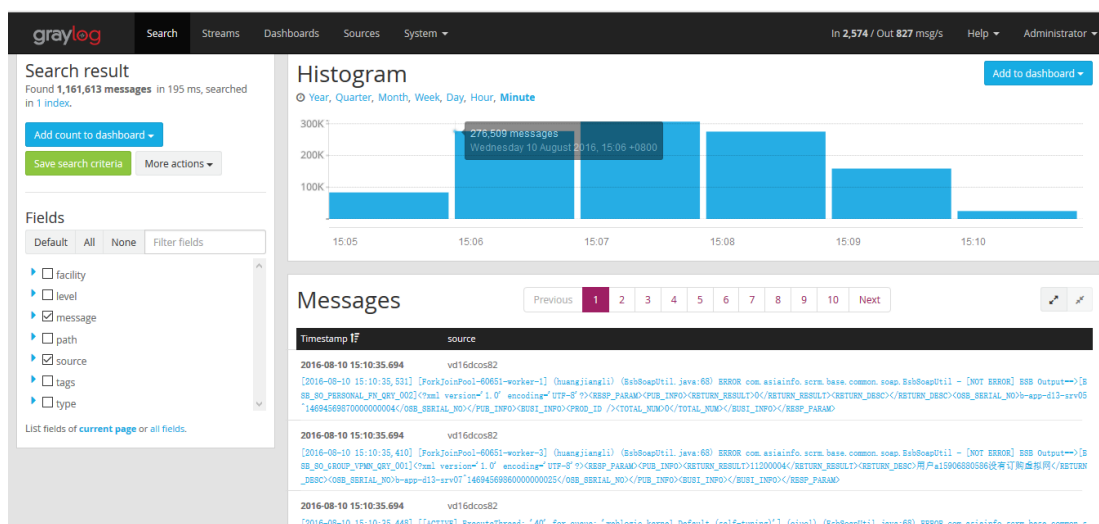 graylog
Search Streams Dashboards Sources System
In 2,574 / Out 827 msg/s Help Administrator
Search result
Found 1,161,613 messages in 195 ms, searched
in 1 index.
Add count to dashboard
Save search criteria More actions
Fields
Default All None Filter fields
facility
level
message
path
source
tags
type
List fields of current page or all fields.
Histogram
Add to dashboard
Year, Quarter, Month, Week, Day, Hour, Minute
300K
276,509 messages
Wednesday 10 August 2016, 15:06 +0800
200K
100K
15:05 15:06 15:07 15:08 15:09 15:10
Messages
Previous 1 2 3 4 5 6 7 8 9 10 Next
Timestamp source
2016-08-10 15:10:35.694 vd16dcos82
[2016-08-10 15:10:35,531] [ForkJoinPool-60651-worker-1] (huangjiangli) (EsbSoapUtil.java:68) ERROR com.asiainfo.scrm.base.common.soap.EsbSoapUtil - [NOT ERROR] ESB Output==>[E
SB_SO_PERSONAL_FN_QRY_002]<?xml version='1.0' encoding='UTF-8'?><RESP_PARAM><PUB_INFO><RETURN_RESULT>0</RETURN_RESULT><RETURN_DESC></RETURN_DESC><OSB_SERIAL_NO>b-app-d13-srv05
^14694569870000000004</OSB_SERIAL_NO></PUB_INFO><BUSI_INFO><PROD_ID /><TOTAL_NUM>0</TOTAL_NUM></BUSI_INFO></RESP_PARAM>
2016-08-10 15:10:35.694 vd16dcos82
[2016-08-10 15:10:35,410] [ForkJoinPool-60651-worker-3] (huangjiangli) (EsbSoapUtil.java:68) ERROR com.asiainfo.scrm.base.common.soap.EsbSoapUtil - [NOT ERROR] ESB Output==>[E
SB_SO_GROUP_VPMN_QRY_001]<?xml version='1.0' encoding='UTF-8'?><RESP_PARAM><PUB_INFO><RETURN_RESULT>11200004</RETURN_RESULT><RETURN_DESC>用户a15906880586没有订购虚拟网</RETURN
_DESC><OSB_SERIAL_NO>b-app-d13-srv07^14694569860000000025</OSB_SERIAL_NO></PUB_INFO><BUSI_INFO></BUSI_INFO></RESP_PARAM>
2016-08-10 15:10:35.694 vd16dcos82